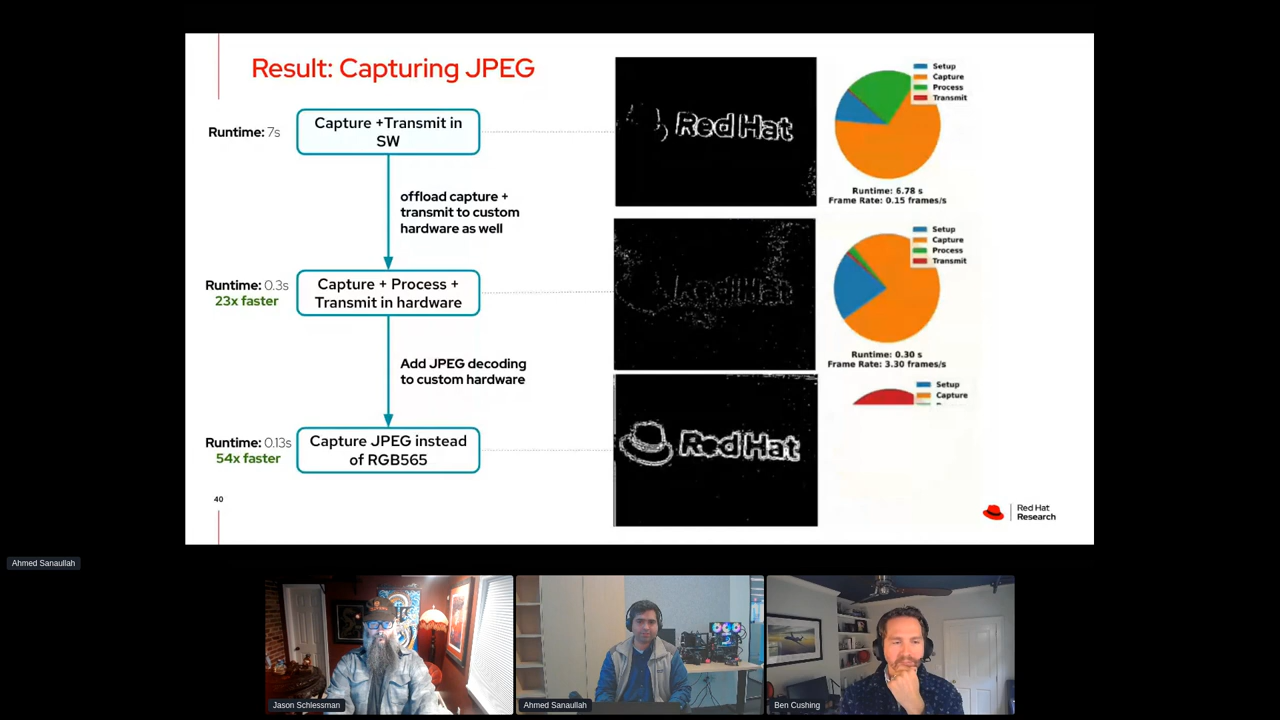 Result: Capturing JPEG
Runtime: 7s
Capture +Transmit in
SW
offload capture +
transmit to custom
hardware as well
Runtime: 0.3s
23x faster
Capture + Process +
Transmit in hardware
Add JPEG decoding
to custom hardware
Runtime: 0.13s
54x faster
Capture JPEG instead
of RGB565
Red Hat
Setup
Capture
Process
Transmit
Runtime: 6.78 s
Frame Rate: 0.15 frames/s
Red Hat
Setup
Capture
Process
Transmit
Runtime: 0.30 s
Frame Rate: 3.30 frames/s
Red Hat
Setup
Capture
40
Red Hat
Research
Ahmed Sanaullah
Jason Schlessman
Ahmed Sanaullah
Ben Cushing